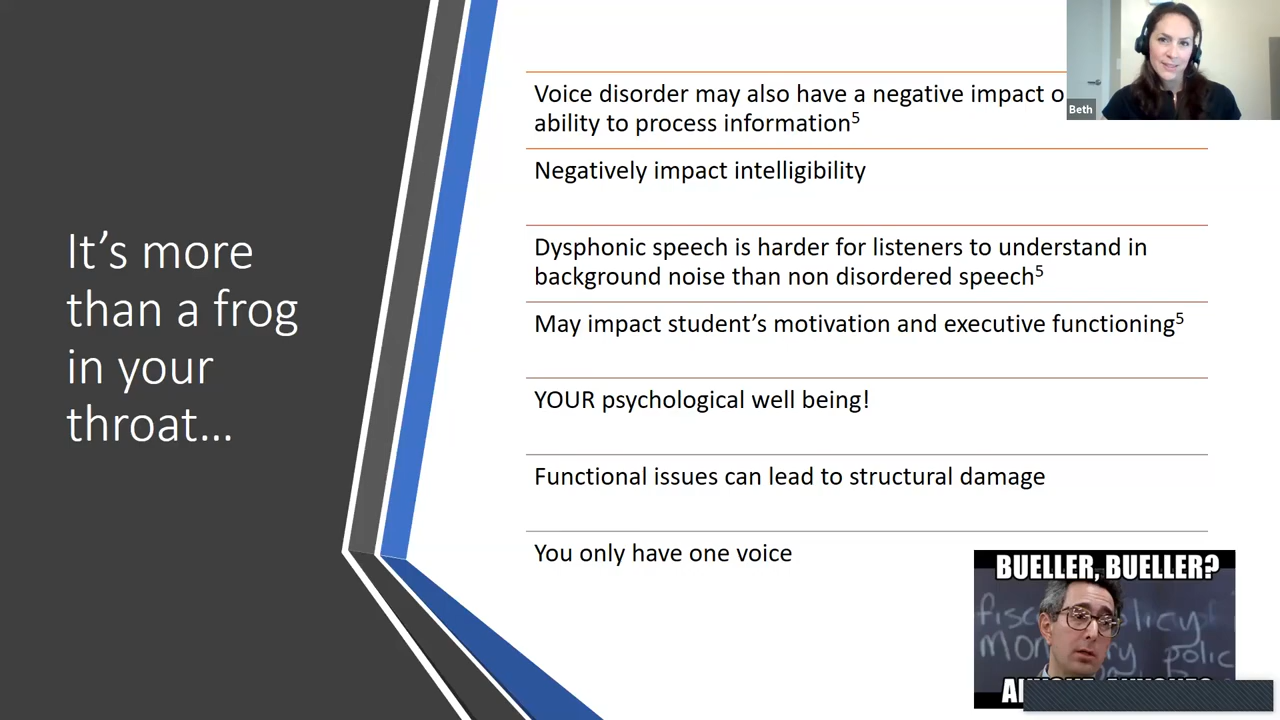 It's more
than a frog
in your
throat...
Voice disorder may also have a negative impact
ability to process information⁵
Negatively impact intelligibility
Dysphonic speech is harder for listeners to understand in
background noise than non disordered speech⁵
May impact student's motivation and executive functioning⁵
YOUR psychological well being!
Functional issues can lead to structural damage
You only have one voice
Beth
BUELLER, BUELLER?